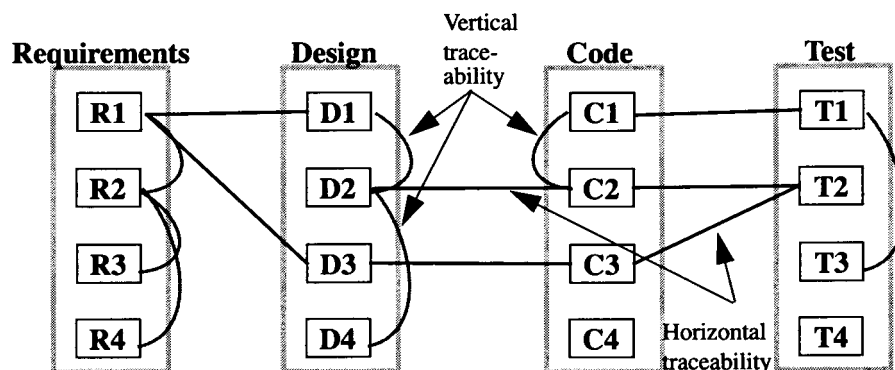 Vertical
trace-
ability
Requirements
Design
Code
Test
R1
D1
C1
T1
R2
D2
C2
T2
R3
D3
C3
T3
R4
D4
C4
T4
Horizontal
traceability